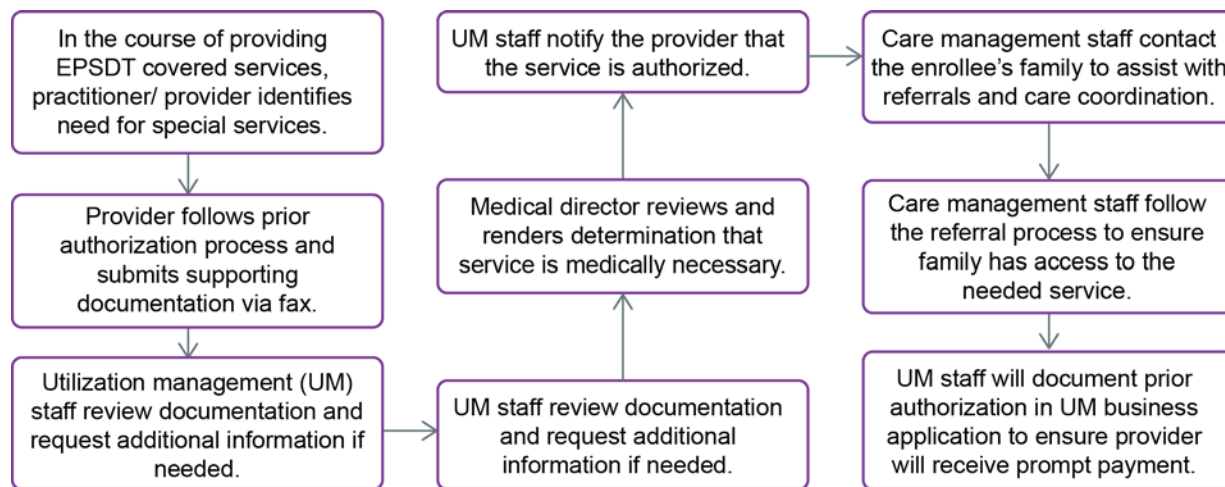 In the course of providing
EPSDT covered services,
practitioner/ provider identifies
need for special services.
Provider follows prior
authorization process and
submits supporting
documentation via fax.
Utilization management (UM)
staff review documentation and
request additional information if
needed.
UM staff review documentation
and request additional
information if needed.
Medical director reviews and
renders determination that
service is medically necessary.
UM staff notify the provider that
the service is authorized.
Care management staff contact
the enrollee’s family to assist with
referrals and care coordination.
Care management staff follow
the referral process to ensure
family has access to the
needed service.
UM staff will document prior
authorization in UM business
application to ensure provider
will receive prompt payment.